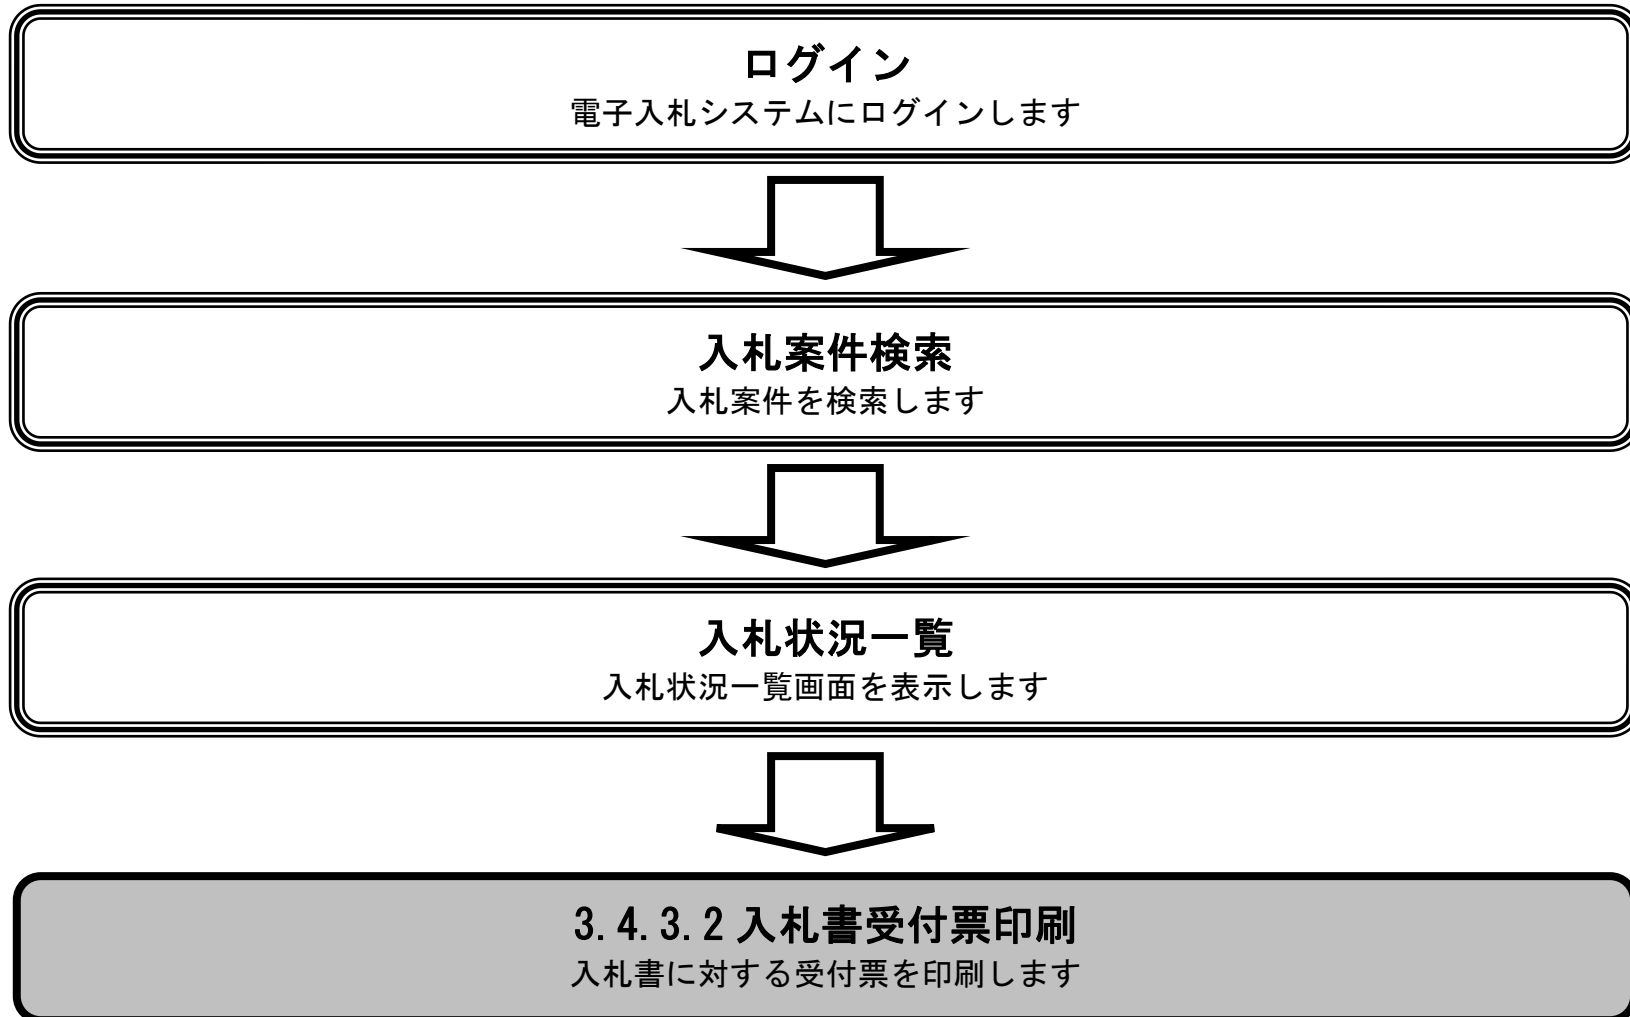 ログイン
電子入札システムにログインします
入札案件検索
入札案件を検索します
入札状況一覧
入札状況一覧画面を表示します
3.4.3.2入札書受付票印刷
入札書に対する受付票を印刷します